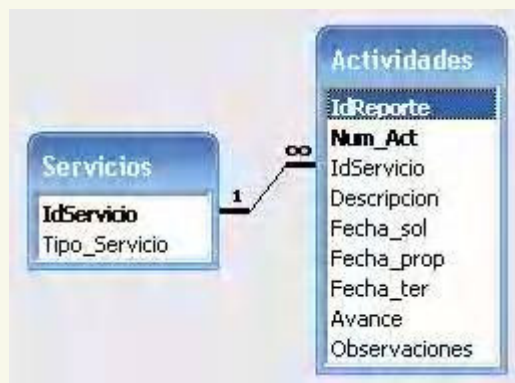 Servicios
IdServicio
Tipo_Servicio
1
∞
Actividades
IdReporte
Num_Act
IdServicio
Descripcion
Fecha_sol
Fecha_prop
Fecha_ter
Avance
Observaciones